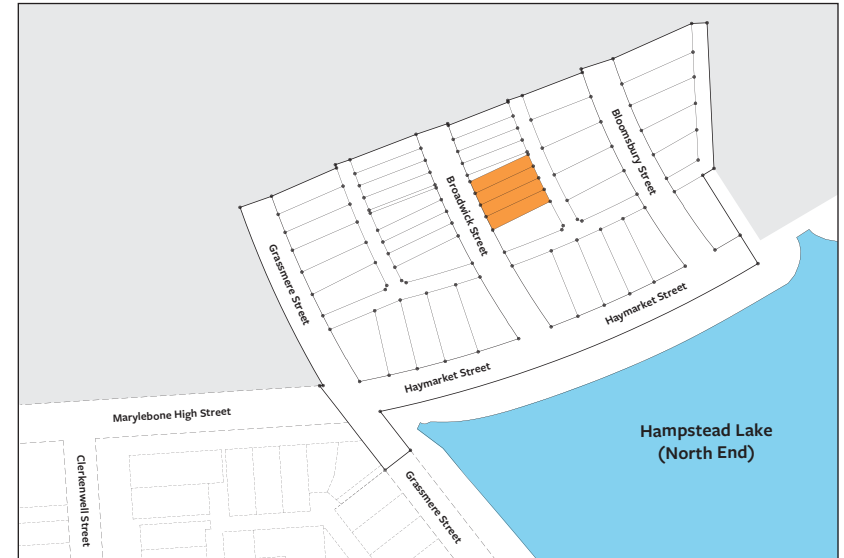 Bloomsbury Street
Broadwick Street
Grassmere Street
Haymarket Street
Haymarket Street
Marylebone High Street
Hampstead Lake
(North End)
Clerkenwell Street
Grassmere Street